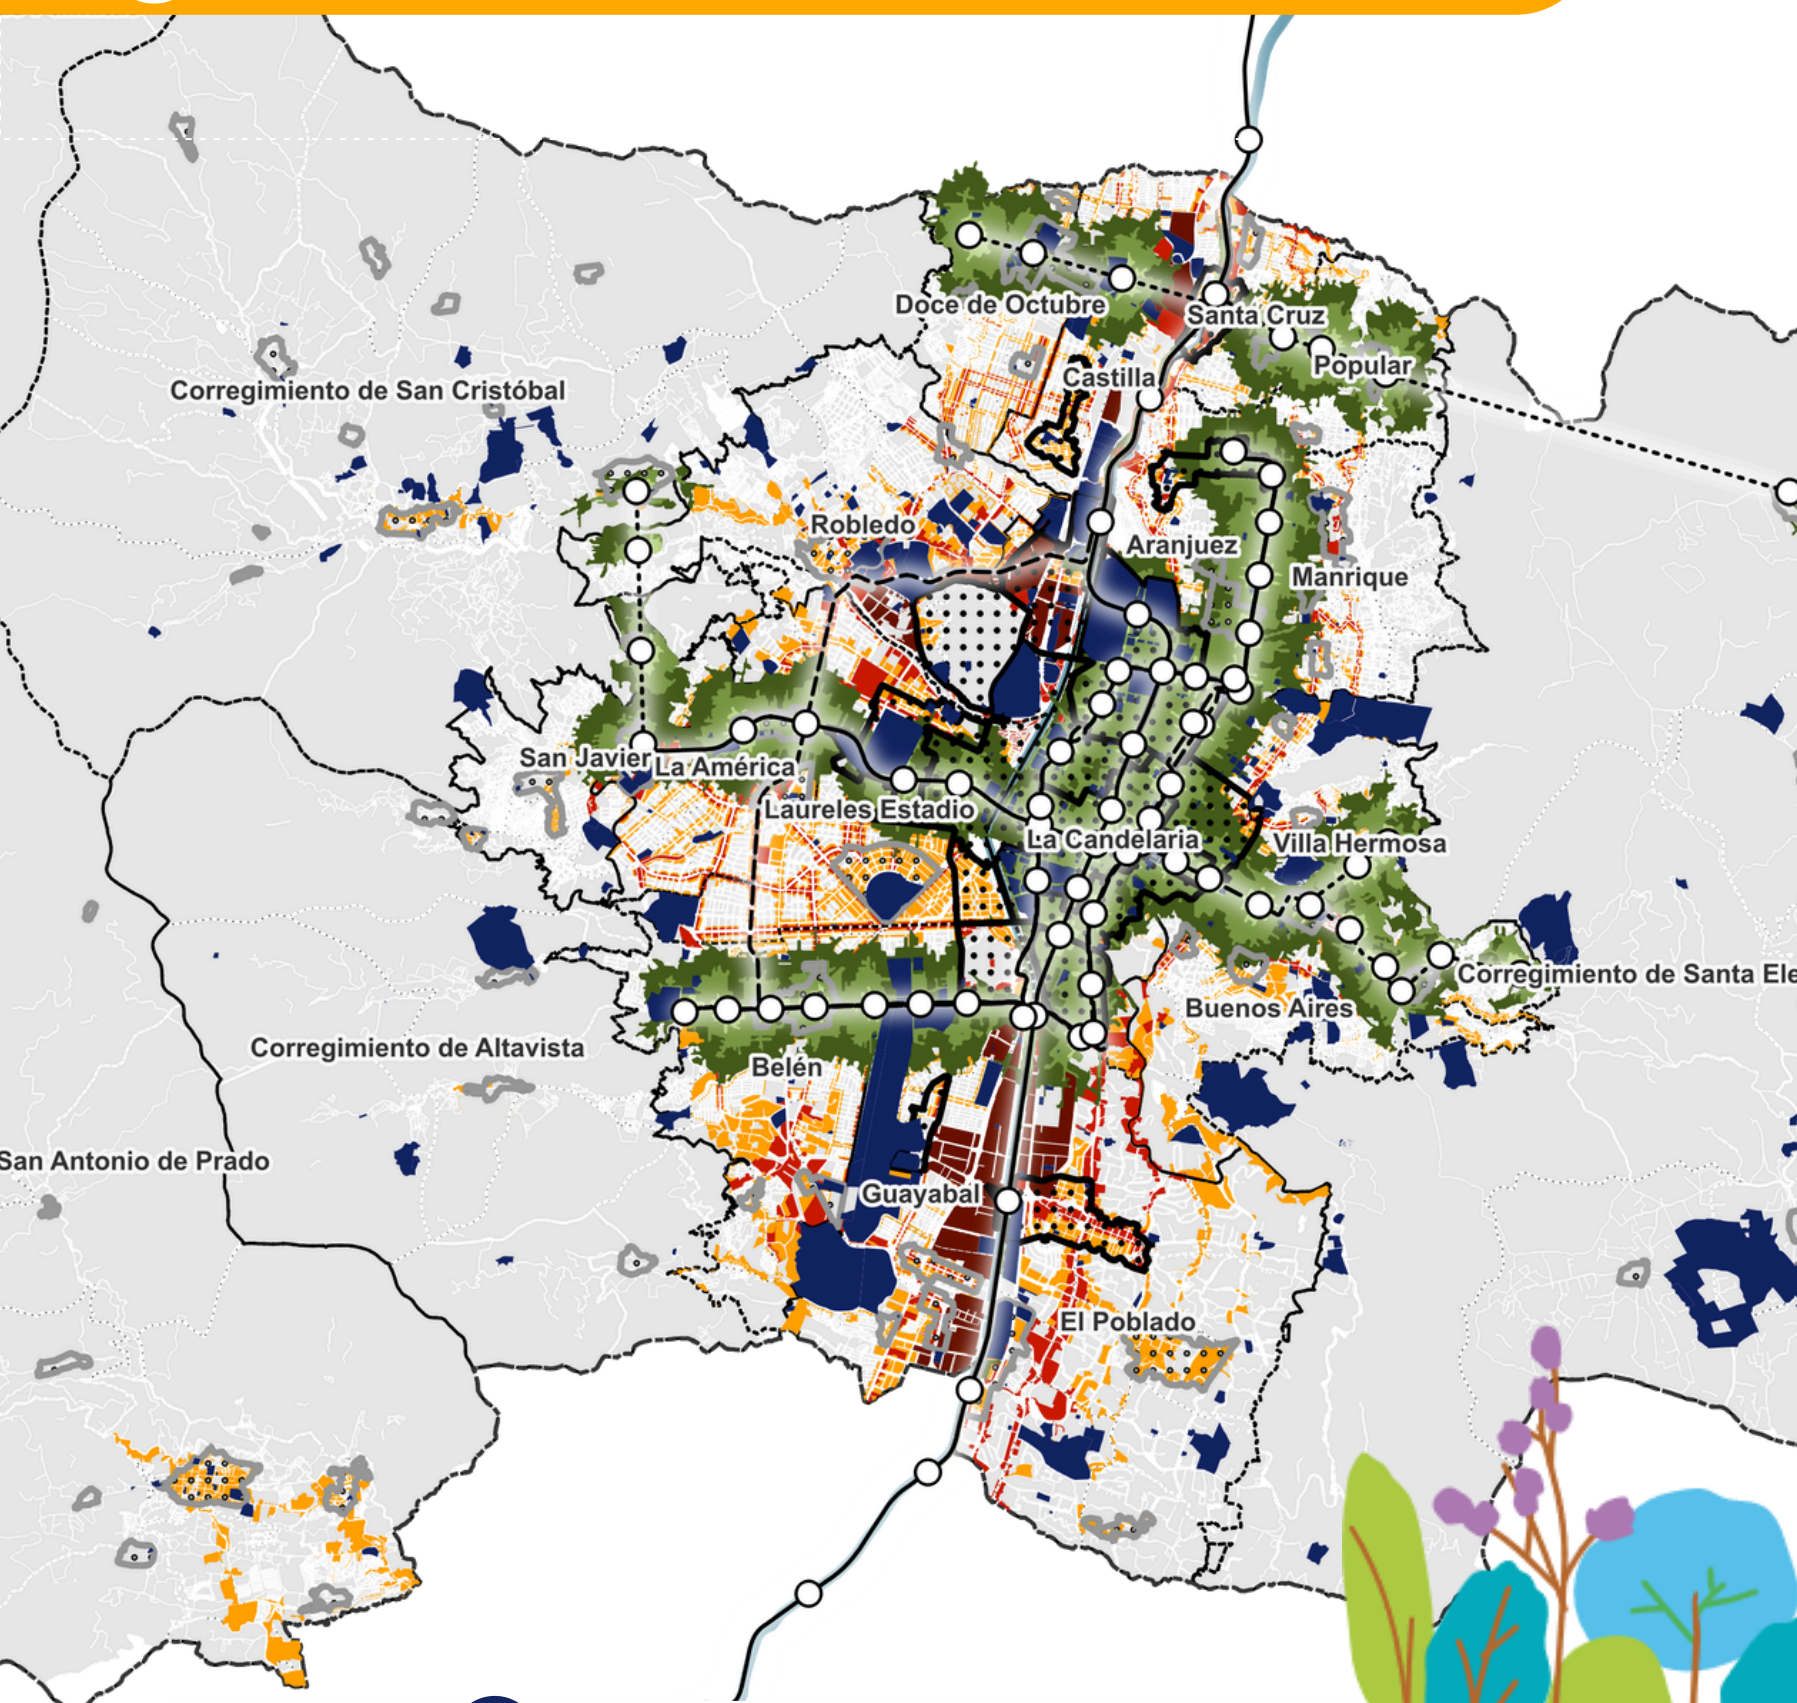 Doce de Octubre
Santa Cruz
Popular
Castilla
Corregimiento de San Cristóbal
Robledo
Aranjuez
Manrique
San Javier
La América
Laureles Estadio
La Candelaria
Villa Hermosa
Corregimiento de Santa Ele
Buenos Aires
Corregimiento de Altavista
Belén
San Antonio de Prado
Guayabal
El Poblado